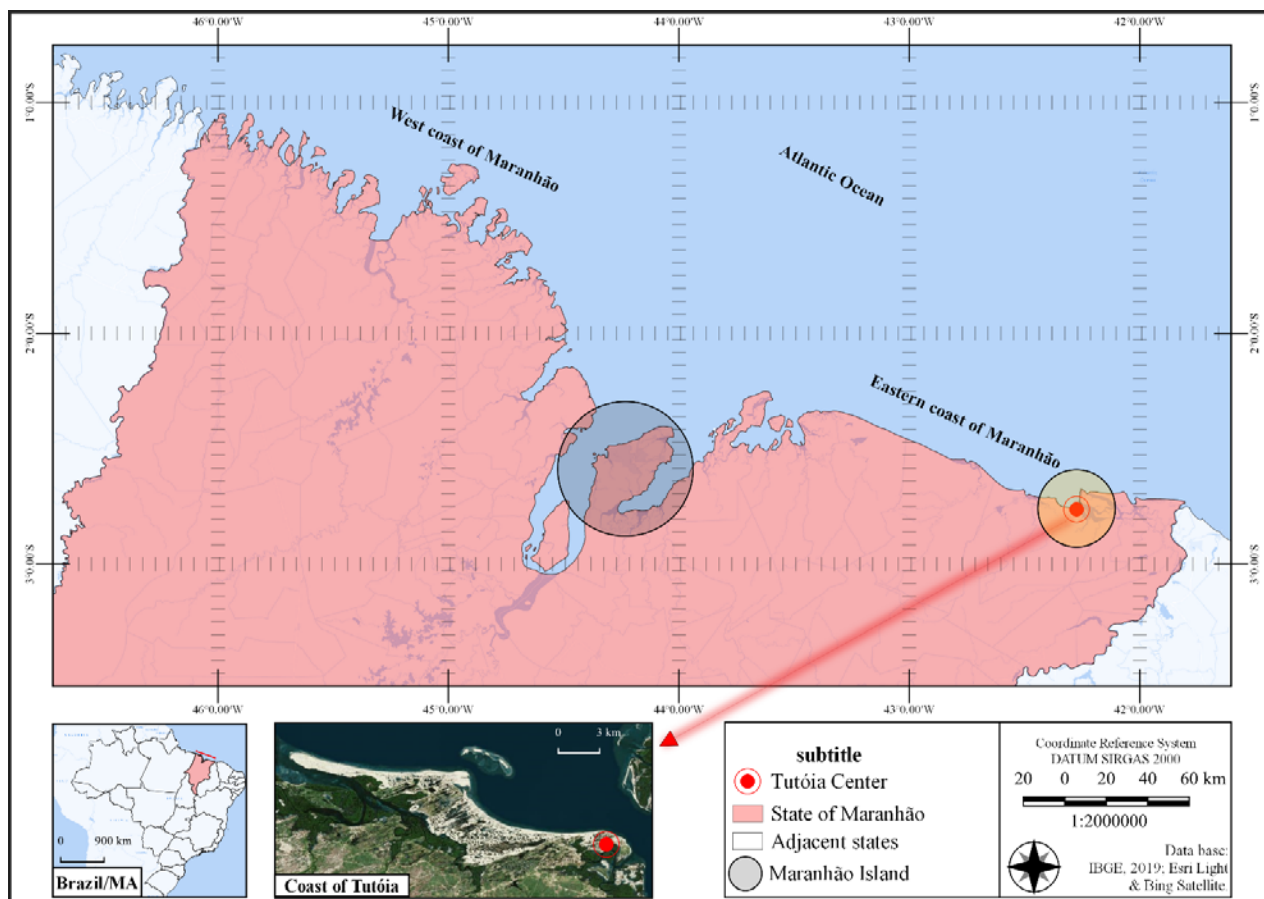 46°0.00'W 45°0.00'W 44°0.00'W 43°0.00'W 42°0.00'W
1°0.00'S 1°0.00'S
West coast of Maranhão
Atlantic Ocean
2°0.00'S 2°0.00'S
Eastern coast of Maranhão
3°0.00'S 3°0.00'S
46°0.00'W 45°0.00'W 44°0.00'W 43°0.00'W 42°0.00'W
0 900 km
Brazil/MA
0 3 km
Coast of Tutóia
subtitle
Tutóia Center
State of Maranhão
Adjacent states
Maranhão Island
Coordinate Reference System
DATUM SIRGAS 2000
20 0 20 40 60 km
1:2000000
Data base:
IBGE, 2019; Esri Light
& Bing Satellite.